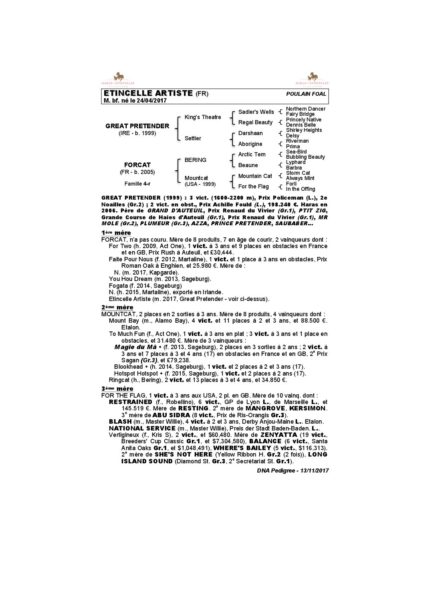 ETINCELLE ARTISTE (FR)
POULAIN FOAL
M. bf. né le 24/04/2017
GREAT PRETENDER
(IRE - b. 1999)
King's Theatre
Settler
Sadler's Wells
Regal Beauty
Darshaan
Aborigine
Northern Dancer
Fairy Bridge
Princely Native
Dennis Belle
Shirley Heights
Delsy
Riverman
Prima
FORCAT
(FR - b. 2005)
Famille 4-r
BERING
Mountcat
(USA - 1999)
Arctic Tern
Beaune
Mountain Cat
For the Flag
Sea-Bird
Bubbling Beauty
Lyphard
Barbra
Storm Cat
Always Mint
Forli
In the Offing
GREAT PRETENDER (1999) : 3 vict. (1600-2200 m), Prix Policeman (L.), 2e
Noailles (Gr.2) ; 2 vict. en obst., Prix Achille Fould (L.), 198.240 €. Haras en
2006. Père de GRAND D'AUTEUIL, Prix Renaud du Vivier (Gr.1), PTIT ZIG,
Grande Course de Haies d'Auteuil (Gr.1), Prix Renaud du Vivier (Gr.1), MR
MOLE (Gr.2), PLUMEUR (Gr.3), AZZA, PRINCE PRETENDER, SAUBABER...
1ère mère
FORCAT, n'a pas couru. Mère de 8 produits, 7 en âge de courir, 2 vainqueurs dont :
For Two (h. 2009, Act One), 1 vict. à 3 ans et 9 places en obstacles en France
et en GB, Prix Rush à Auteuil, et £30,444.
Faite Pour Nous (f. 2012, Martaline), 1 vict. et 1 place à 3 ans en obstacles, Prix
Roman Oak à Enghien, et 25.980 €. Mère de :
N. (m. 2017, Kapgarde).
You Hou Dream (m. 2013, Sageburg).
Fogata (f. 2014, Sageburg)
N. (h. 2015, Martaline), exporté en Irlande.
Etincelle Artiste (m. 2017, Great Pretender - voir ci-dessus).
2ème mère
MOUNTCAT, 2 places en 2 sorties à 3 ans. Mère de 8 produits, 4 vainqueurs dont :
Mount Bay (m., Alamo Bay), 4 vict. et 11 places à 2 et 3 ans, et 88.500 €.
Etalon.
To Much Fun (f., Act One), 1 vict. à 3 ans en plat ; 3 vict. à 3 ans et 1 place en
obstacles, et 31.480 €. Mère de 3 vainqueurs :
Magie du Má + (f. 2013, Sageburg), 2 places en 3 sorties à 2 ans ; 2 vict. à
3 ans et 7 places à 3 et 4 ans (17) en obstacles en France et en GB, 2e Prix
Sagan (Gr.3), et £79,238.
Blookhead + (h. 2014, Sageburg), 1 vict. et 2 places à 2 et 3 ans (17).
Hotspot Hotspot + (f. 2015, Sageburg), 1 vict. et 2 places à 2 ans (17).
Ringcat (h., Bering), 2 vict. et 13 places à 3 et 4 ans, et 34,850 €.
3ème mère
FOR THE FLAG, 1 vict. à 3 ans aux USA, 2 pl. en GB. Mère de 10 vainq. dont :
RESTRAINED (f., Robellino), 6 vict., GP de Lyon L., de Marseille L., et
145.519 €. Mère de RESTING. 2e mère de MANGROVE, KERSIMON.
3e mère de ABU SIDRA (8 vict., Prix de Ris-Orangis Gr.3).
BLASH (m., Master Willie), 4 vict. à 2 et 3 ans, Derby Anjou-Maine L.. Etalon.
NATIONAL SERVICE (m., Master Willie), Preis der Stadt Baden-Baden, L..
Vertigineux (f., Kris S), 2 vict., et $60,480. Mère de ZENYATTA (19 vict.,
Breeders' Cup Classic Gr.1, et $7,304,580), BALANCE (6 vict., Santa
Anita Oaks Gr.1, et $1,048,491), WHERE'S BAILEY (5 vict., $116,313),
2e mère de SHE'S NOT HERE (Yellow Ribbon H. Gr.2 (2 fois)), LONG
ISLAND SOUND (Diamond St. Gr.3, 2e Secretariat St. Gr.1).
DNA Pedigree - 13/11/2017